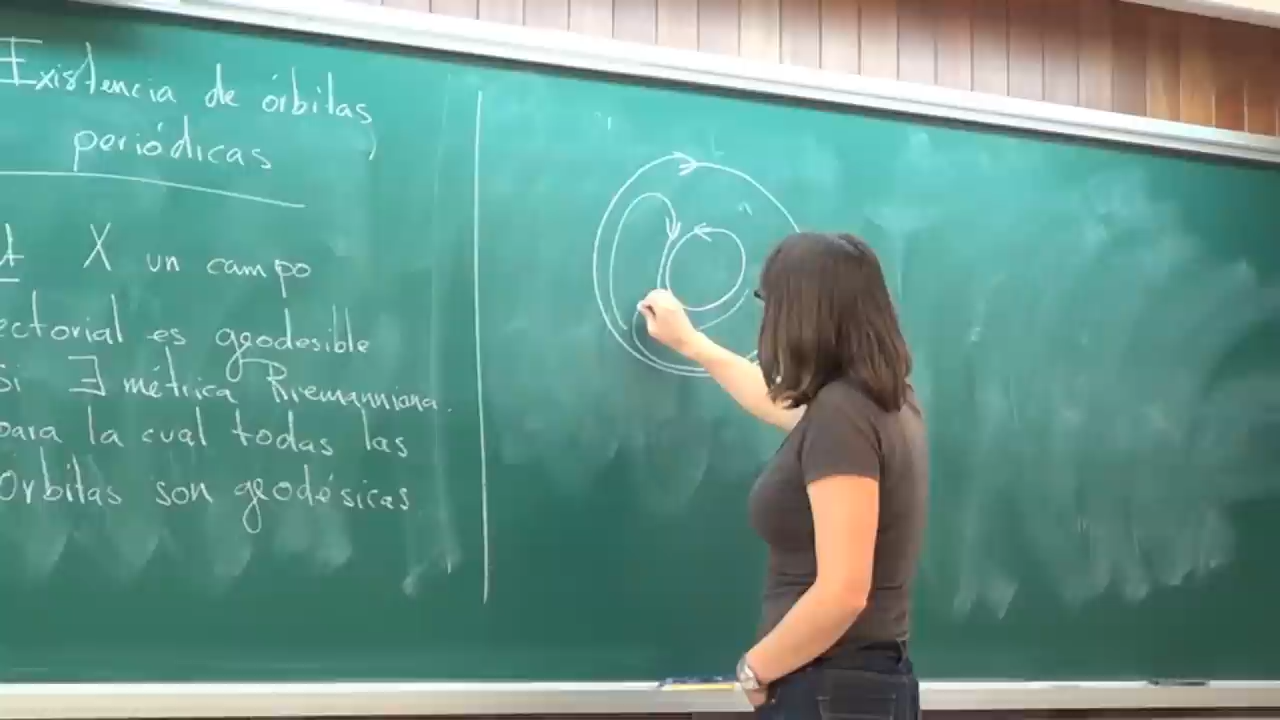 Existencia de órbitas
periódicas
X un campo
ectorial es geodesible
Si ∃ métrica Riemanniana.
para la cual todas las
órbitas son geodésicas